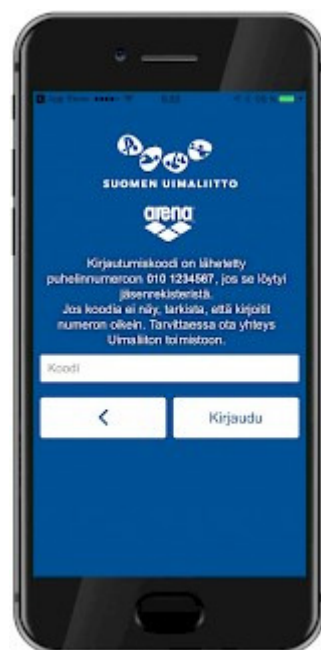 SUOMEN UIMALIITTO
arena
Kirjautumiskoodi on lähetetty
puhelinnumeroon 010 1234567, jos se löytyi
jäsenrekisteristä.
Jos koodia ei näy, tarkista, että kirjoitit
numeron oikein. Tarvittaessa ota yhteys
Uimaliiton toimistoon.
Koodi
Kirjaudu